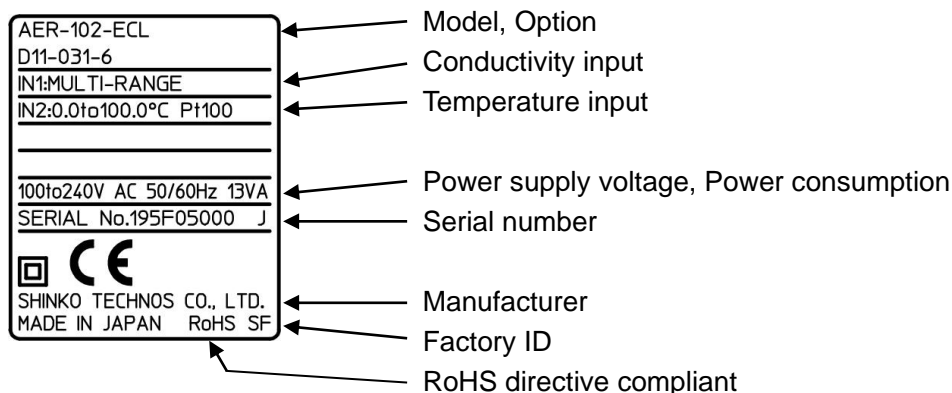 AER-102-ECL
D11-031-6
IN1:MULTI-RANGE
IN2:0.0to100.0°C Pt100
100to240V AC 50/60Hz 13VA
SERIAL No.195F05000 J
CE
SHINKO TECHNOS CO., LTD.
MADE IN JAPAN RoHS SF
Model, Option
Conductivity input
Temperature input
Power supply voltage, Power consumption
Serial number
Manufacturer
Factory ID
RoHS directive compliant